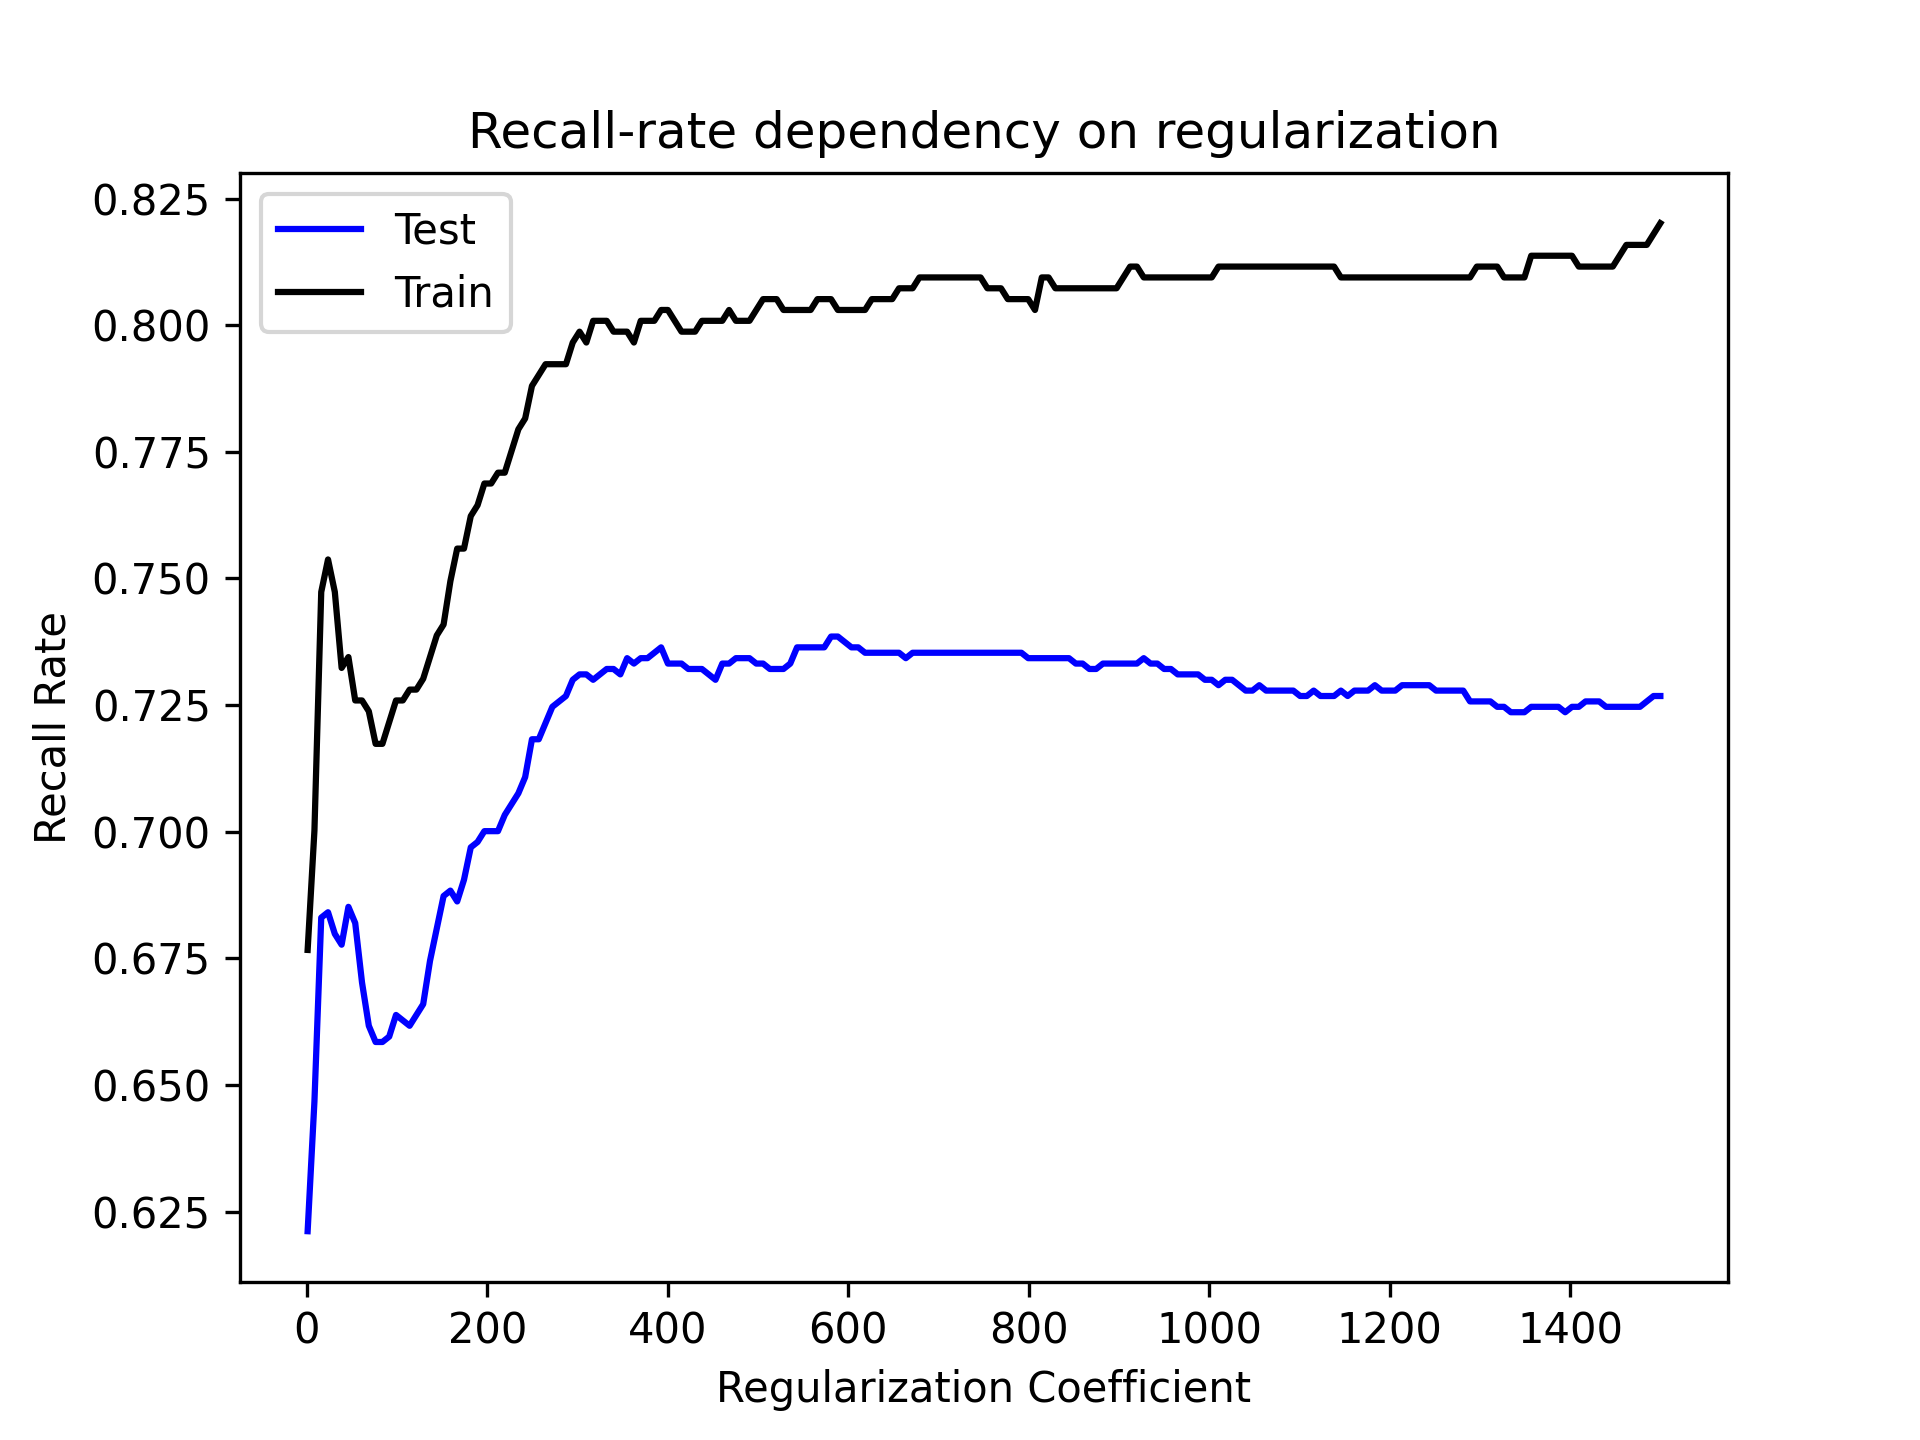 Recall-rate dependency on regularization
Test
Train
0.825
0.800
0.775
0.750
0.725
0.700
0.675
0.650
0.625
Recall Rate
0 200 400 600 800 1000 1200 1400
Regularization Coefficient